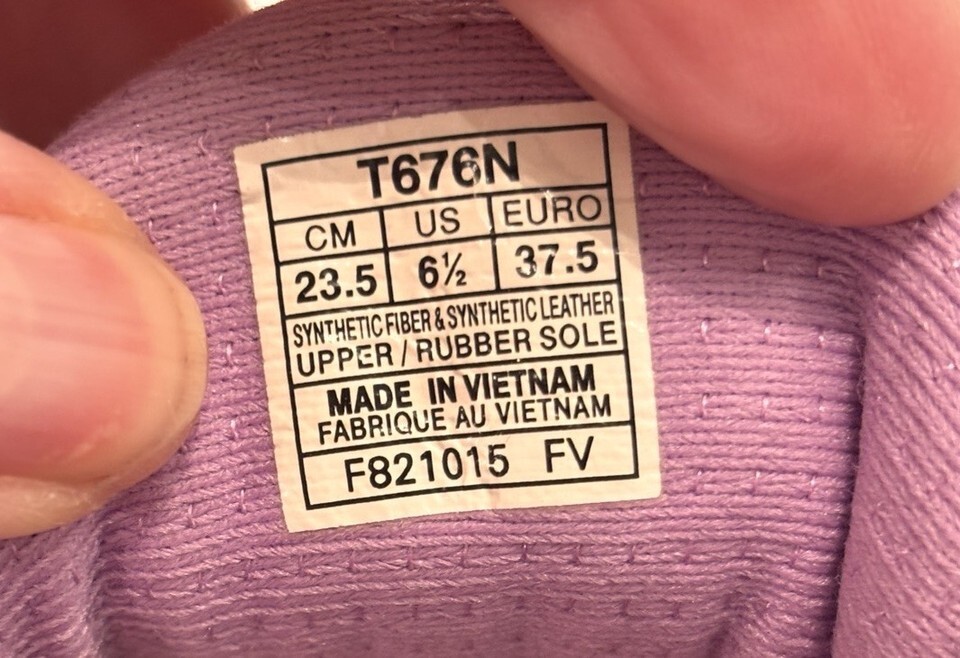 T676N
CM US EURO
23.5 6½ 37.5
SYNTHETIC FIBER & SYNTHETIC LEATHER
UPPER / RUBBER SOLE
MADE IN VIETNAM
FABRIQUE AU VIETNAM
F821015 FV